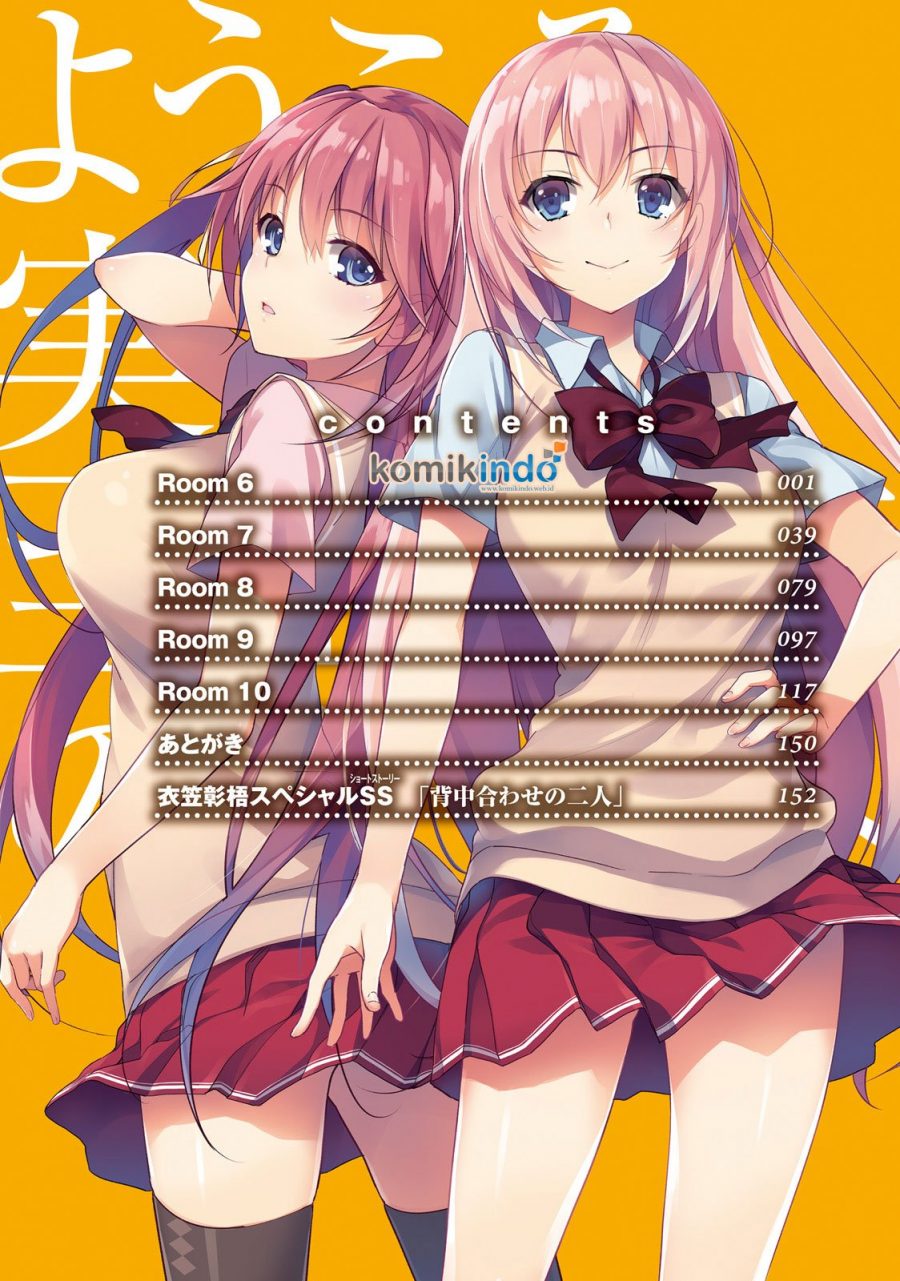 ようこそ
実
contents
komikindo
www.komikindo.web.id
Room 6 001
Room 7 039
Room 8 079
Room 9 097
Room 10 117
あとがき 150
ショートストーリー
衣笠彰梧スペシャルSS 「背中合わせの二人」 152